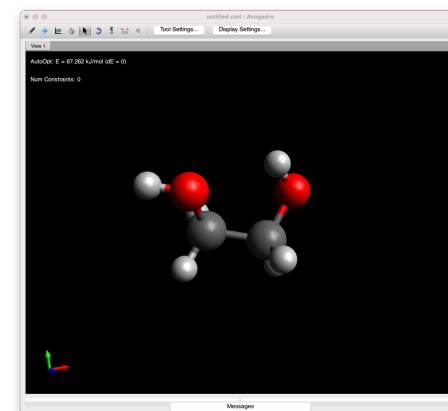 untitled.cml - Avogadro
Tool Settings... Display Settings...
View 1
AutoOpt: E = 67.262 kJ/mol (dE = 0)
Num Constraints: 0
Messages